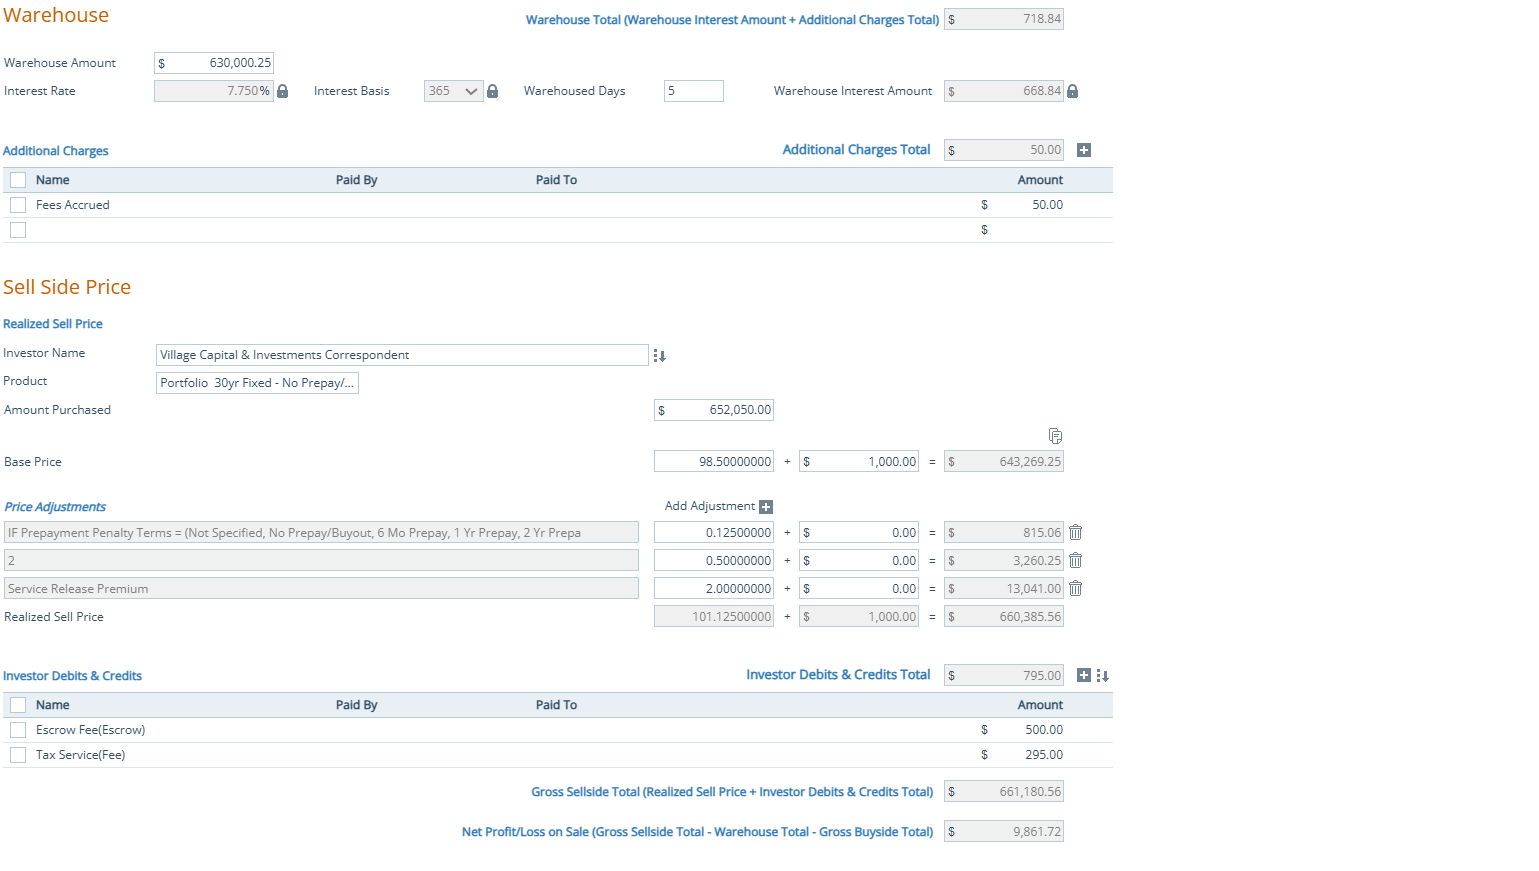 Warehouse
Warehouse Total (Warehouse Interest Amount + Additional Charges Total) $ 718.84
Warehouse Amount $ 630,000.25
Interest Rate 7.750% Interest Basis 365 Warehoused Days 5 Warehouse Interest Amount $ 668.84
Additional Charges Additional Charges Total $ 50.00
Name Paid By Paid To Amount
Fees Accrued $ 50.00
$
Sell Side Price
Realized Sell Price
Investor Name Village Capital & Investments Correspondent
Product Portfolio 30yr Fixed - No Prepay/...
Amount Purchased $ 652,050.00
Base Price 98.50000000 + $ 1,000.00 = $ 643,269.25
Price Adjustments Add Adjustment
IF Prepayment Penalty Terms = (Not Specified, No Prepay/Buyout, 6 Mo Prepay, 1 Yr Prepay, 2 Yr Prepa 0.12500000 + $ 0.00 = $ 815.06
2 0.50000000 + $ 0.00 = $ 3,260.25
Service Release Premium 2.00000000 + $ 0.00 = $ 13,041.00
Realized Sell Price 101.12500000 + $ 1,000.00 = $ 660,385.56
Investor Debits & Credits Investor Debits & Credits Total $ 795.00
Name Paid By Paid To Amount
Escrow Fee(Escrow) $ 500.00
Tax Service(Fee) $ 295.00
Gross Sellside Total (Realized Sell Price + Investor Debits & Credits Total) $ 661,180.56
Net Profit/Loss on Sale (Gross Sellside Total - Warehouse Total - Gross Buyside Total) $ 9,861.72